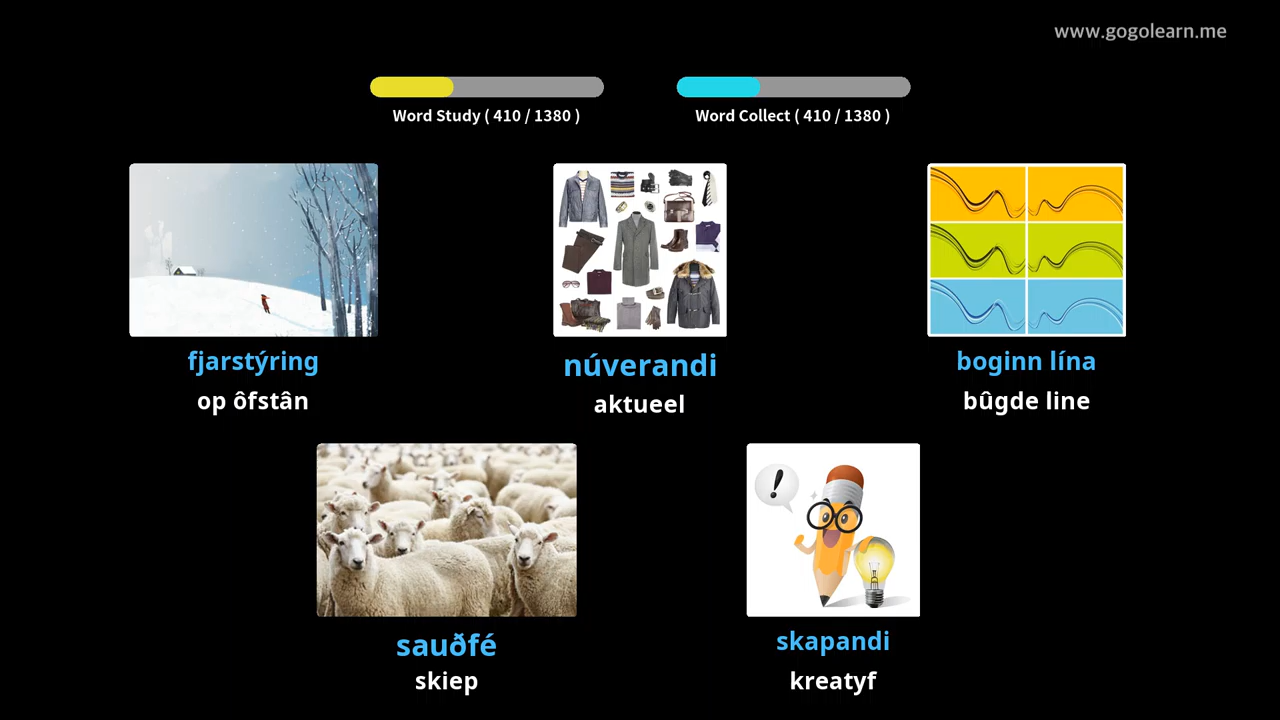 www.gogolearn.me
Word Study ( 410 / 1380 )
Word Collect ( 410 / 1380 )
fjarstýring
op ôfstân
núverandi
aktueel
boginn lína
bûgde line
sauðfé
skiep
skapandi
kreatyf